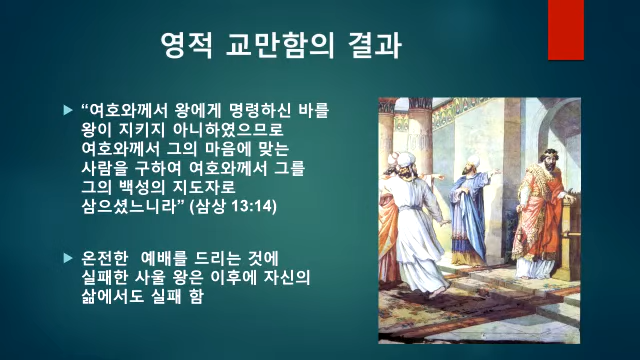 영적 교만함의 결과
“여호와께서 왕에게 명령하신 바를
왕이 지키지 아니하였으므로
여호와께서 그의 마음에 맞는
사람을 구하여 여호와께서 그를
그의 백성의 지도자로
삼으셨느니라” (삼상 13:14)
온전한 예배를 드리는 것에
실패한 사울 왕은 이후에 자신의
삶에서도 실패 함